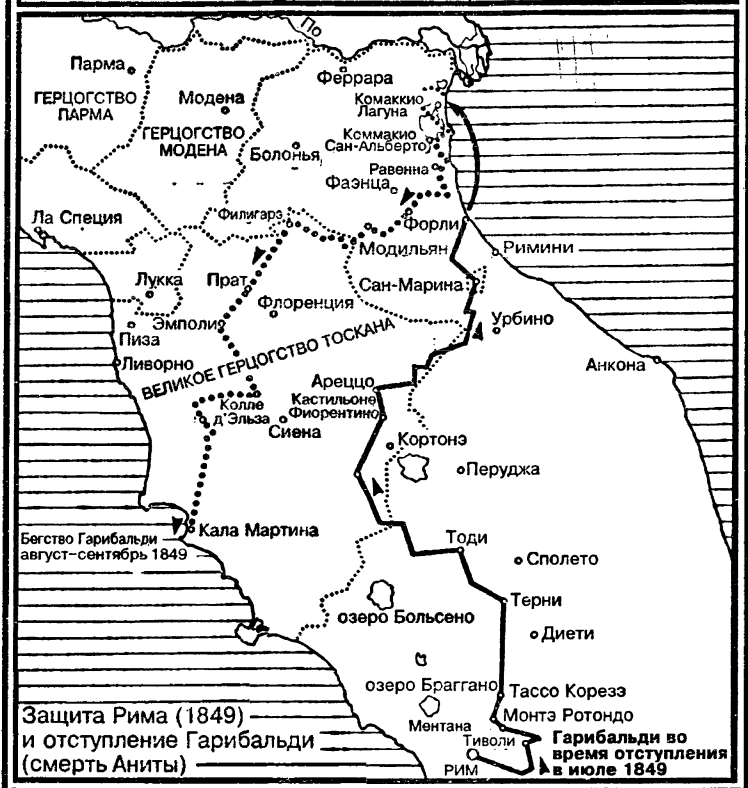 По
Парма
Феррара
ГЕРЦОГСТВО
ПАРМА
Модена
Комаккио
Лагуна
ГЕРЦОГСТВО
МОДЕНА
Коммакио
Сан-Альберто
Болонья
Равенна
Фаэнца
Ла Специя
Филигарэ
Форли
Модильян
Римини
Лукка
Прат
Сан-Марина
Флоренция
Эмполи
Урбино
Пиза
ВЕЛИКОЕ ГЕРЦОГСТВО ТОСКАНА
Ливорно
Анкона
Ареццо
Колле
д'Эльза
Кастильоне
Фиорентино
Сиена
Кортонэ
Перуджа
Кала Мартина
Бегство Гарибальди
август-сентябрь 1849
Тоди
Сполето
Терни
озеро Больсено
Диети
озеро Браггано
Тассо Корезэ
Монтэ Ротондо
Ментана
Тиволи
РИМ
Гарибальди во
время отступления
в июле 1849
Защита Рима (1849)
и отступление Гарибальди
(смерть Аниты)